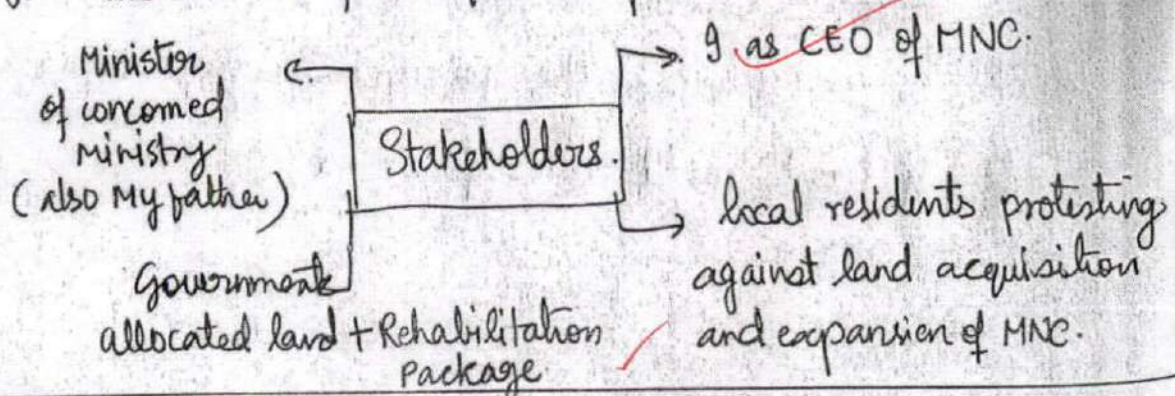 Minister
of concerned
ministry
(also My father)
Stakeholders.
I as CEO of MNC.
Government
allocated land + Rehabilitation
package
local residents protesting
against land acquisition
and expansion of MNC.